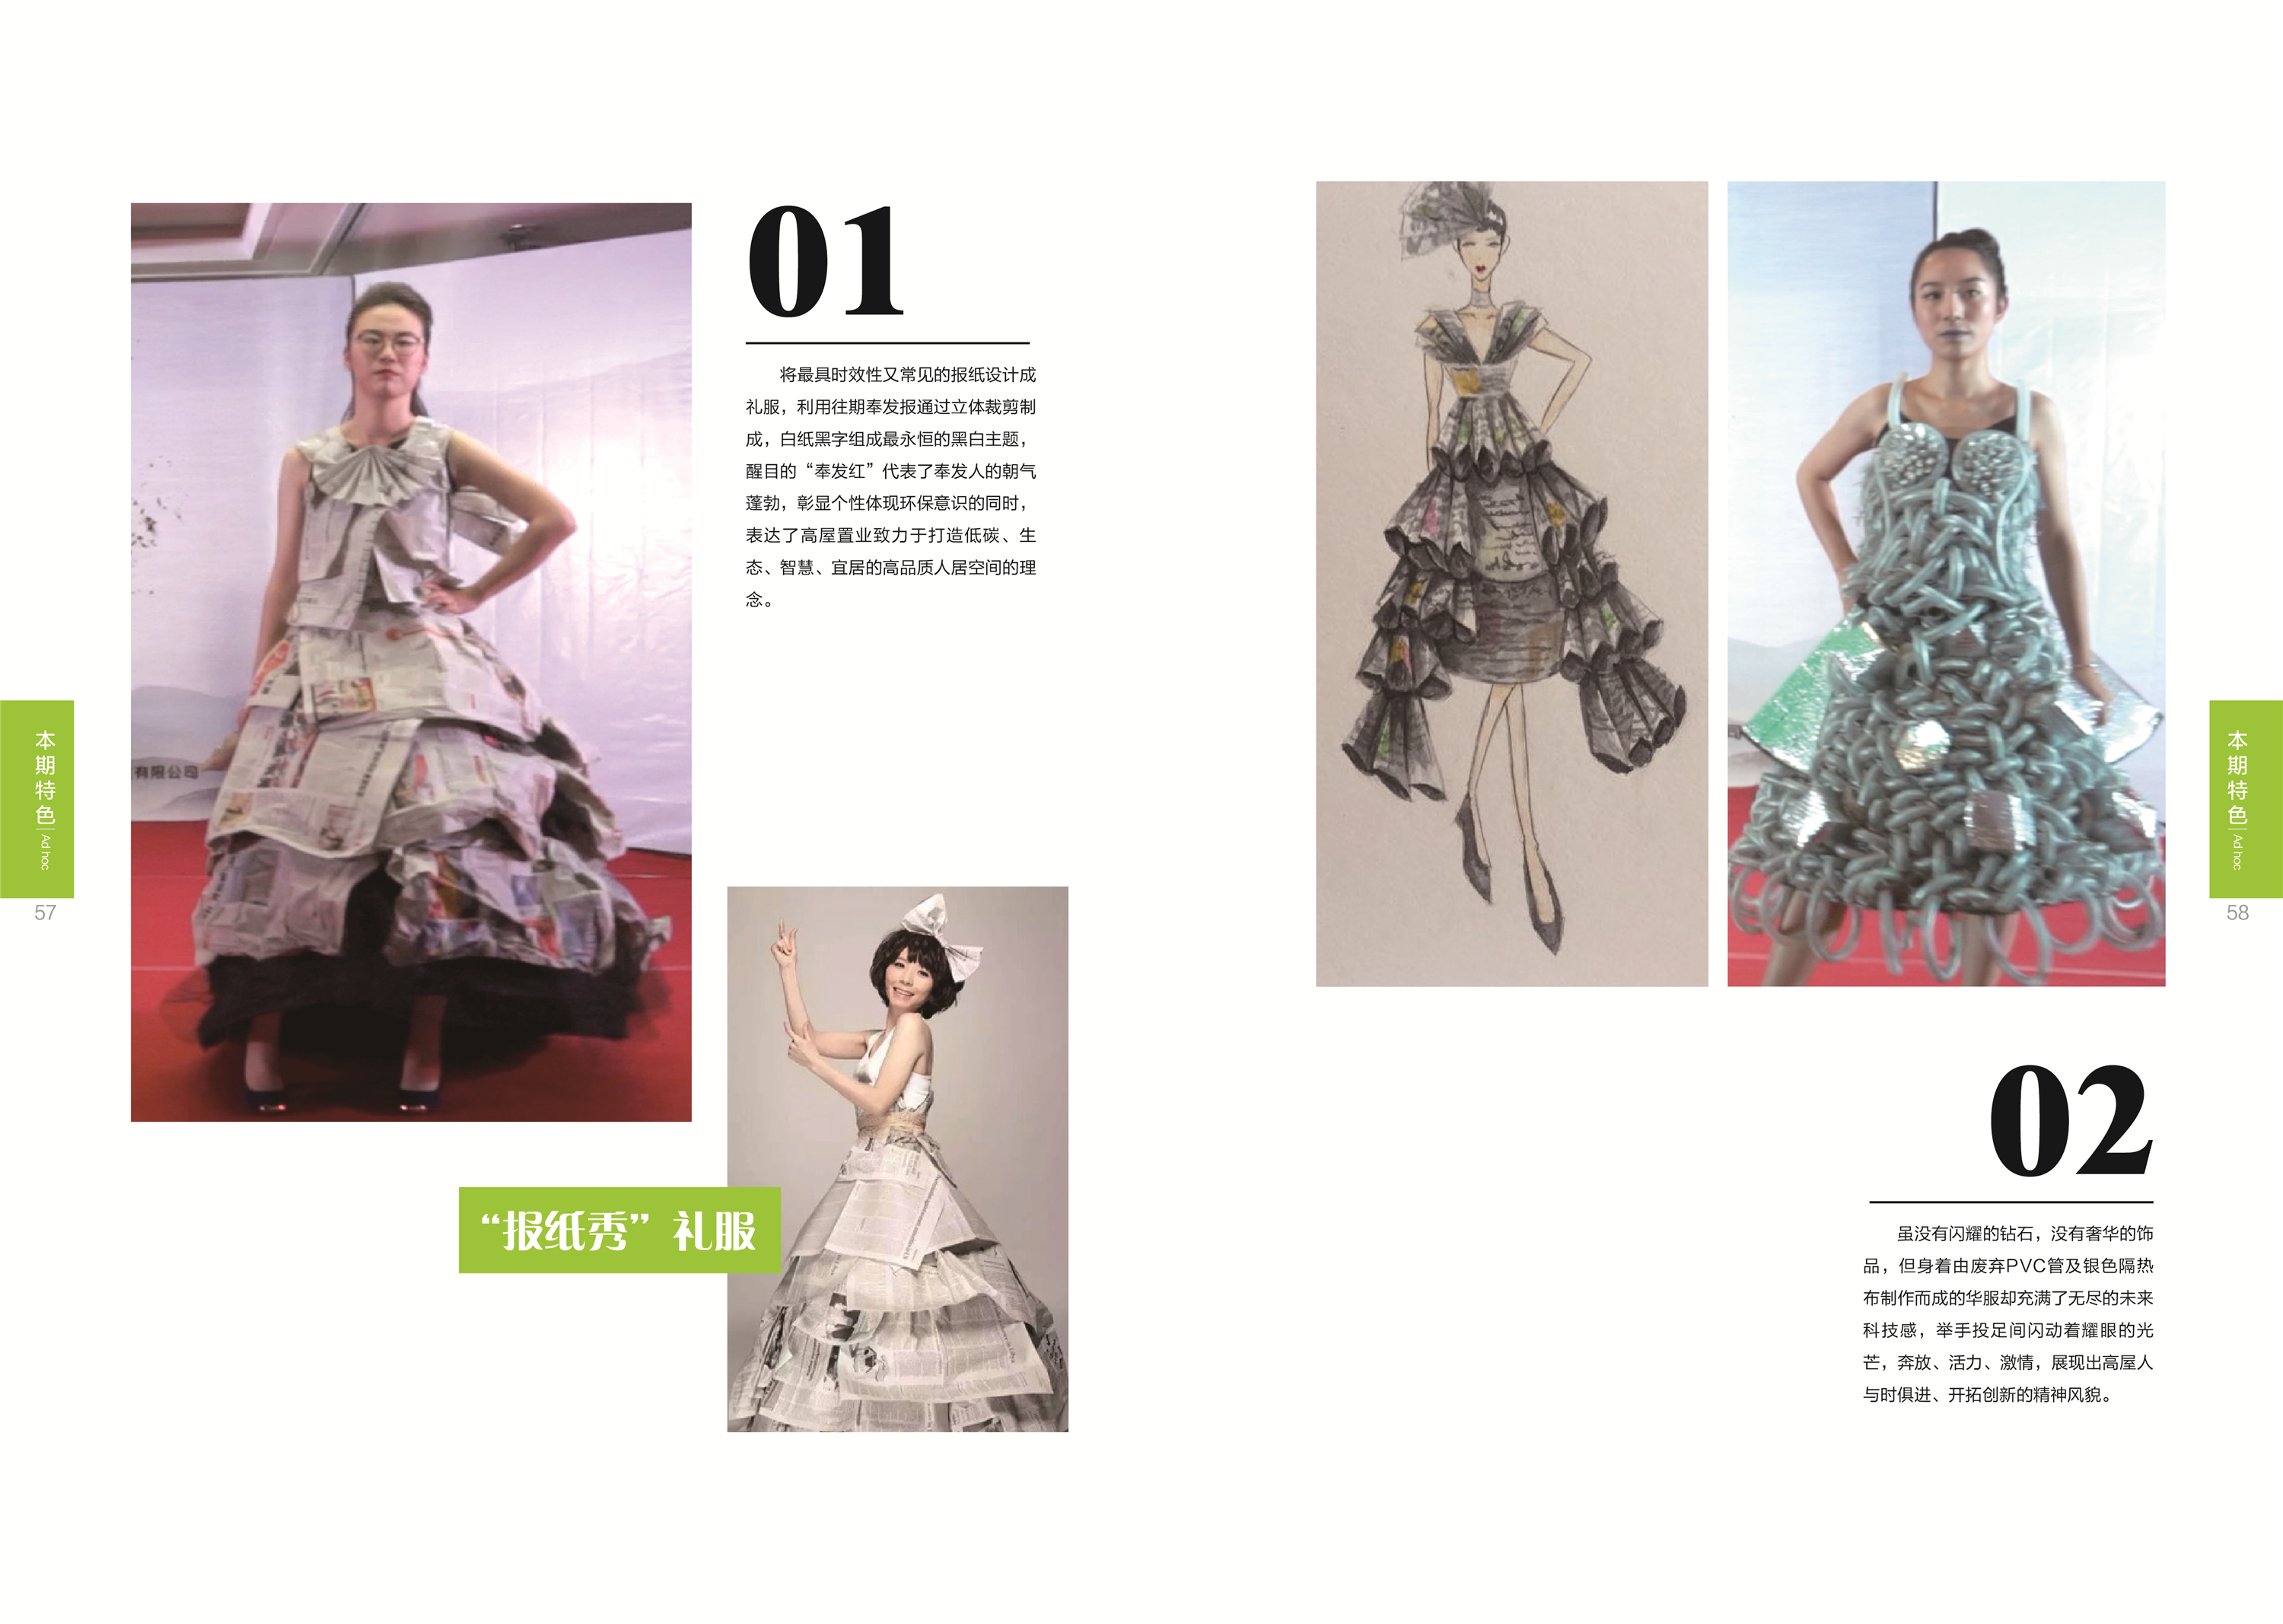 01
将最具时效性又常见的报纸设计成
礼服，利用往期奉发报通过立体裁剪制
成，白纸黑字组成最永恒的黑白主题，
醒目的“奉发红”代表了奉发人的朝气
蓬勃，彰显个性体现环保意识的同时，
表达了高屋置业致力于打造低碳、生
态、智慧、宜居的高品质人居空间的理
念。
有限公司
本期特色 | Ad hoc
57
“报纸秀”礼服
02
虽没有闪耀的钻石，没有奢华的饰
品，但身着由废弃PVC管及银色隔热
布制作而成的华服却充满了无尽的未来
科技感，举手投足间闪动着耀眼的光
芒，奔放、活力、激情，展现出高屋人
与时俱进、开拓创新的精神风貌。
本期特色 | Ad hoc
58